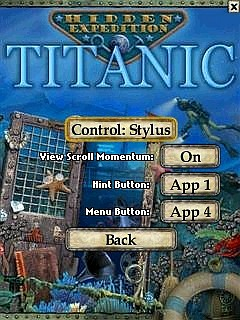 HIDDEN
EXPEDITION
TITANIC
Control: Stylus
View Scroll Momentum: On
Hint Button: App 1
Menu Button: App 4
Back